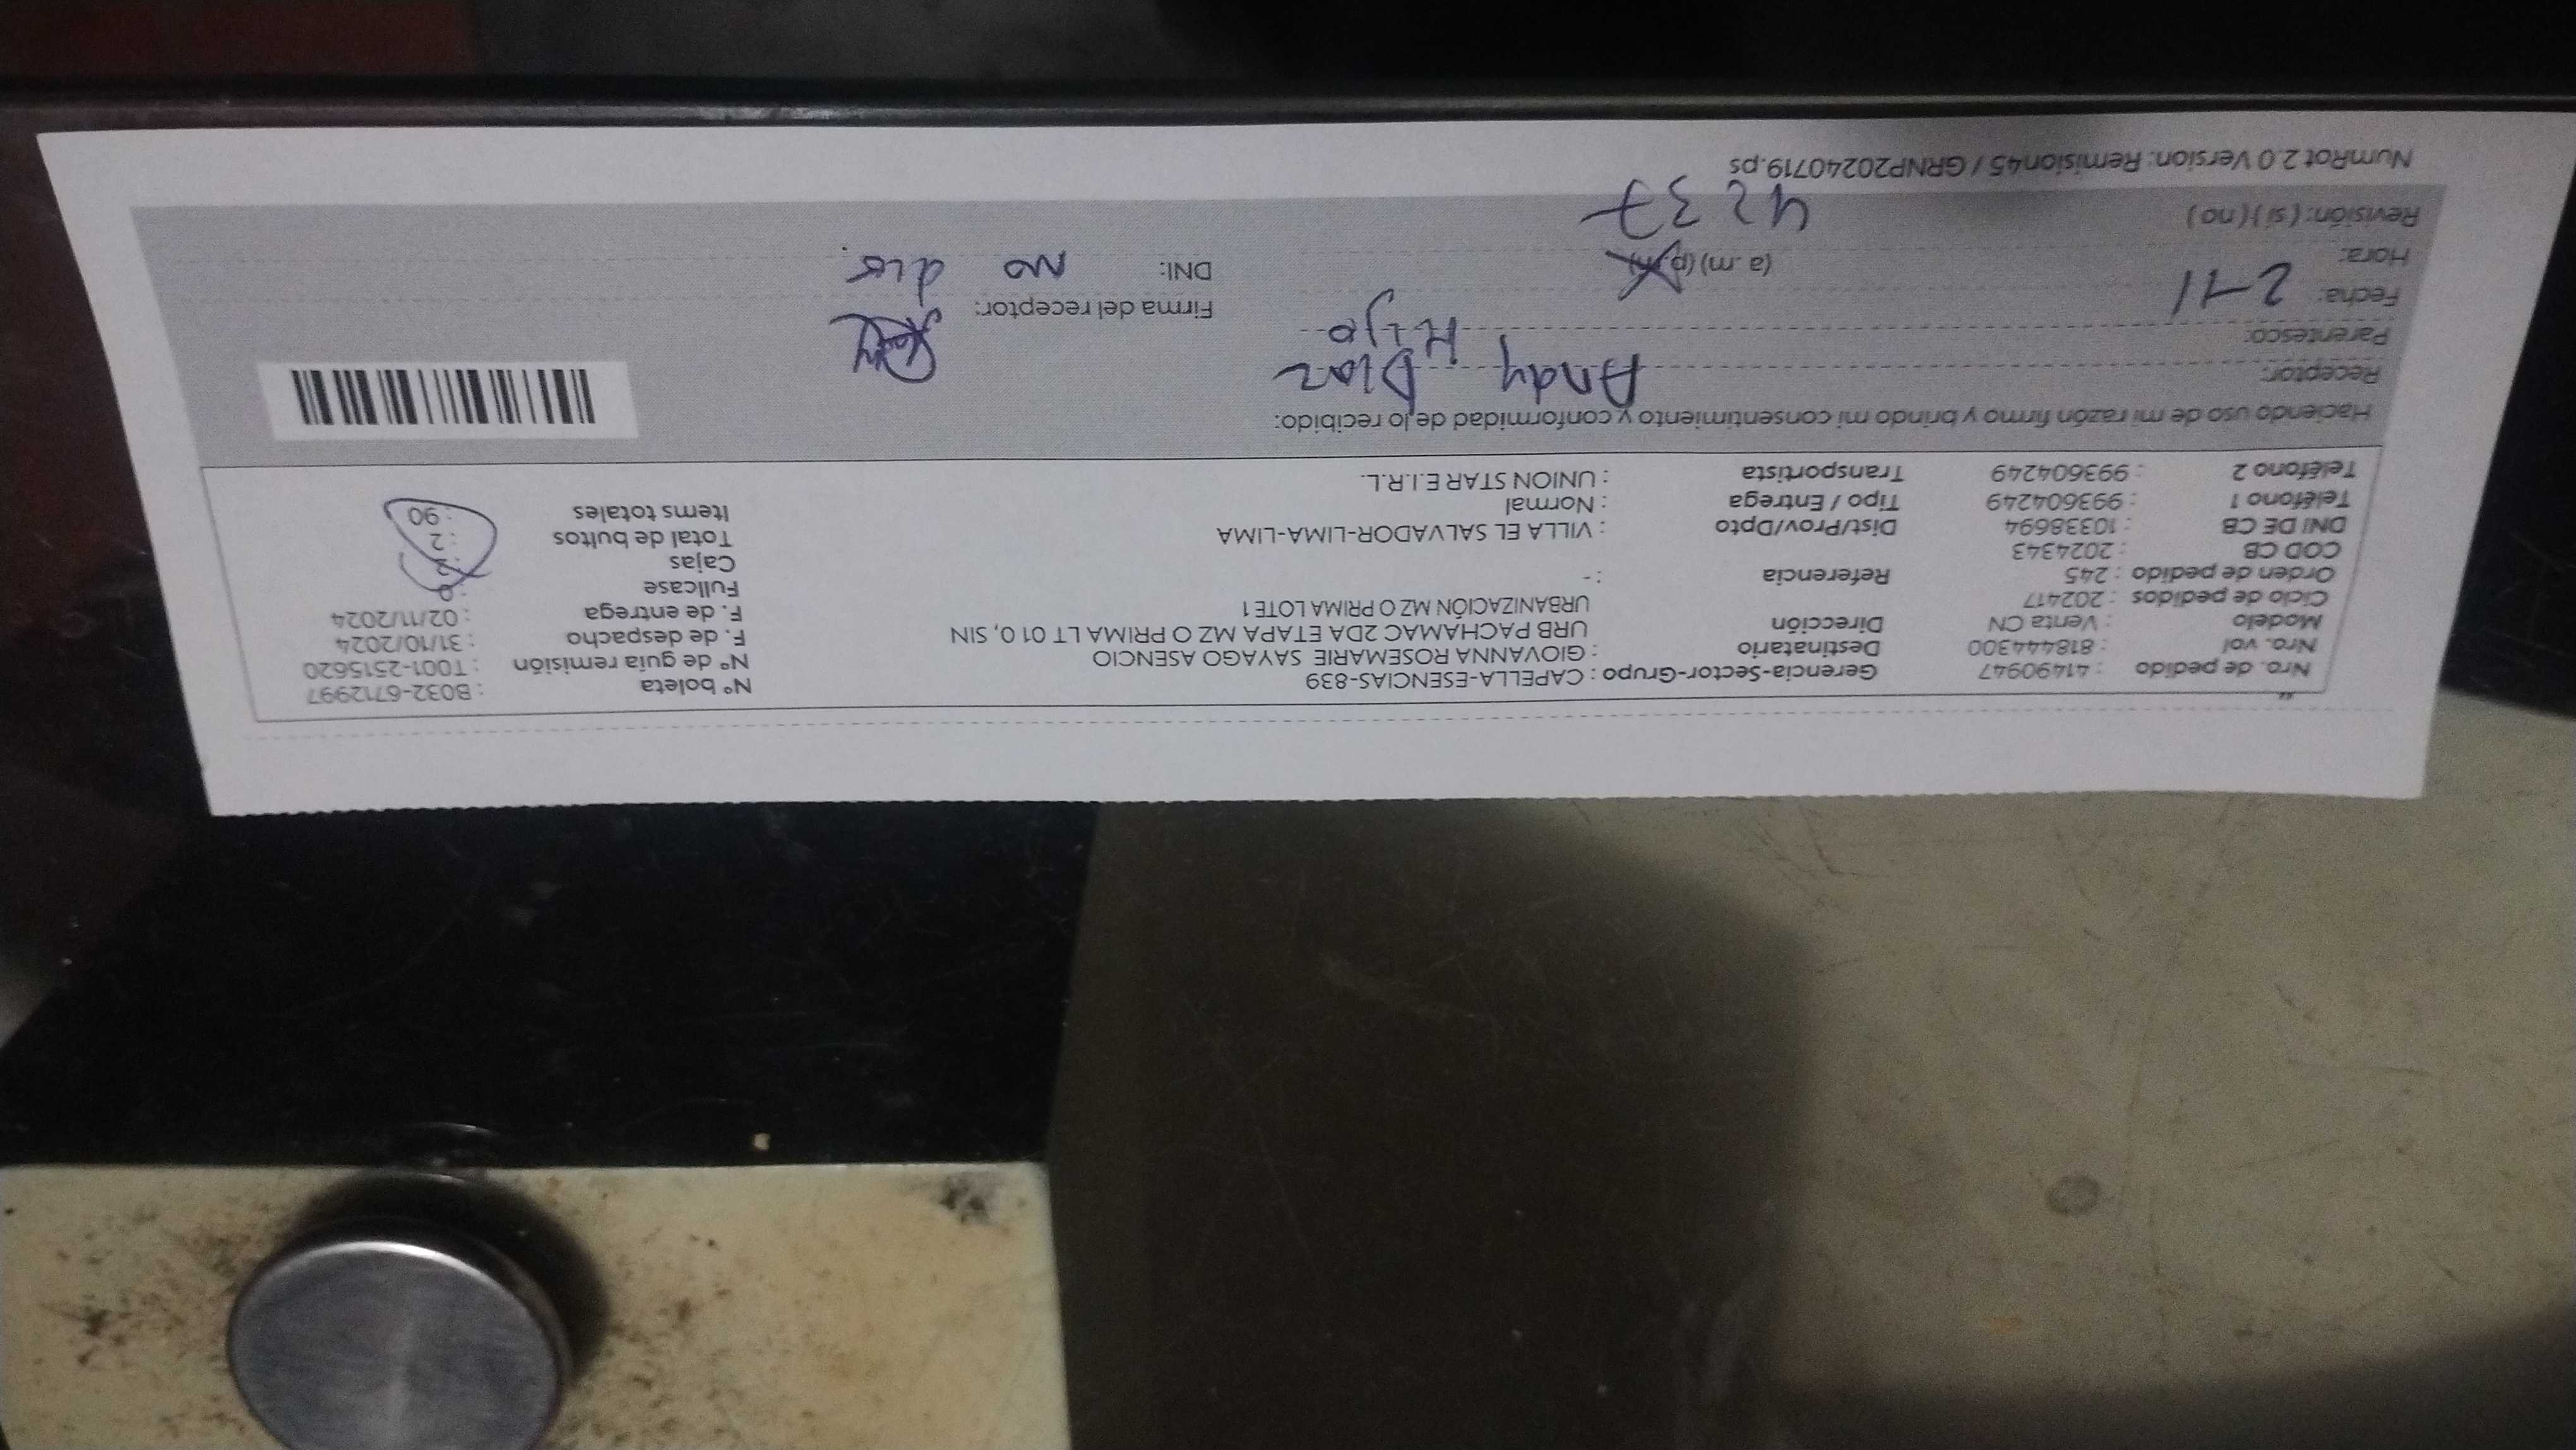 Nro. de pedido : 41490947 Gerencia-Sector-Grupo : CAPELLA-ESENCIAS-839 N° boleta : B032-6712997
Nro. vol : 818444300 Destinatario : GIOVANNA ROSEMARIE SAYAGO ASENCIO N° de guía remisión : T001-2515620
Modelo : Venta CN Dirección URB PACHAMAC 2DA ETAPA MZ O PRIMA LT 01 0, SIN F. de despacho : 31/10/2024
Ciclo de pedidos : 202417 URBANIZACIÓN MZ O PRIMA LOTE 1 F. de entrega : 02/11/2024
Orden de pedido : 245 Referencia : - Fullcase : 0
COD CB : 2024343 Cajas : 2
DNI DE CB : 10338694 Dist/Prov/Dpto : VILLA EL SALVADOR-LIMA-LIMA Total de bultos : 2
Teléfono 1 : 993604249 Tipo / Entrega : Normal Items totales : 90
Teléfono 2 : 993604249 Transportista : UNION STAR E.I.R.L.
Haciendo uso de mi razón firmo y brindo mi consentimiento y conformidad de lo recibido:
Receptor: Andy Diaz
Parentesco: Hijo
Fecha: 2-11 Firma del receptor:
Hora: (a.m) (p.m) DNI: no dio.
Revisión: (si) (no) 4237
NumRot 2.0 Version: Remision45 / GRNP20240719.ps